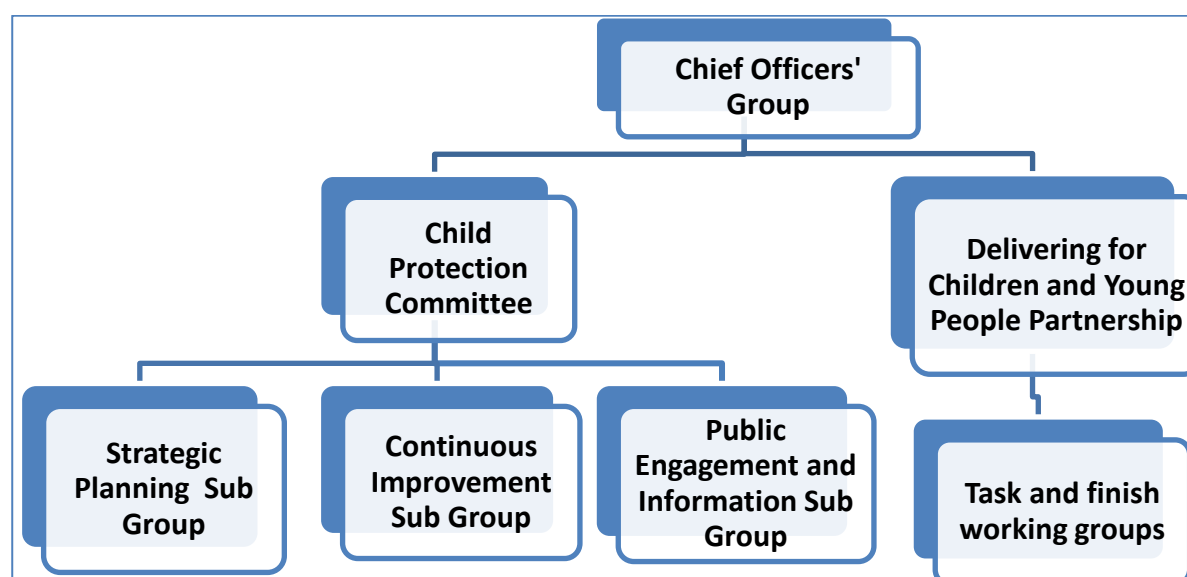 Chief Officers'
Group
Child
Protection
Committee
Delivering for
Children and Young
People Partnership
Strategic
Planning  Sub
Group
Continuous
Improvement
Sub Group
Public
Engagement and
Information Sub
Group
Task and finish
working groups